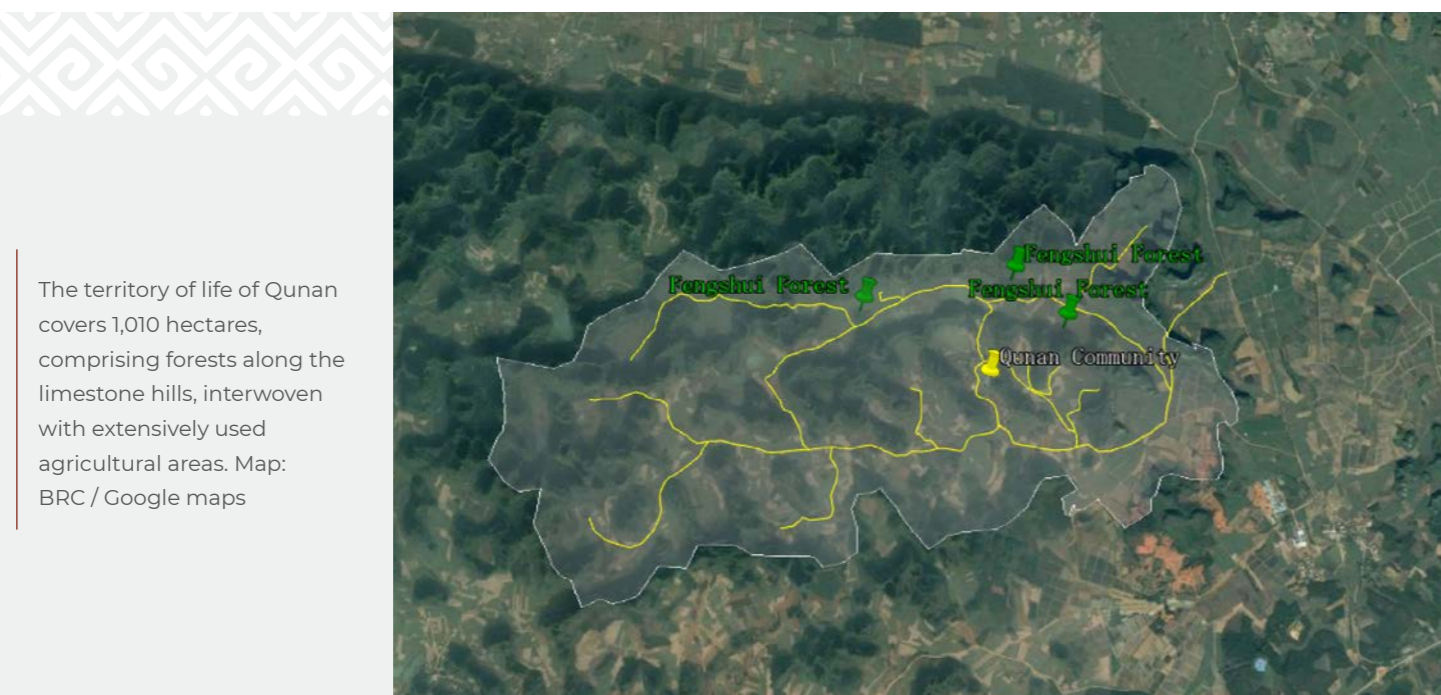 The territory of life of Qunan
covers 1,010 hectares,
comprising forests along the
limestone hills, interwoven
with extensively used
agricultural areas. Map:
BRC / Google maps
Fengshui Forest
Fengshui Forest
Fengshui Forest
Qunan Community